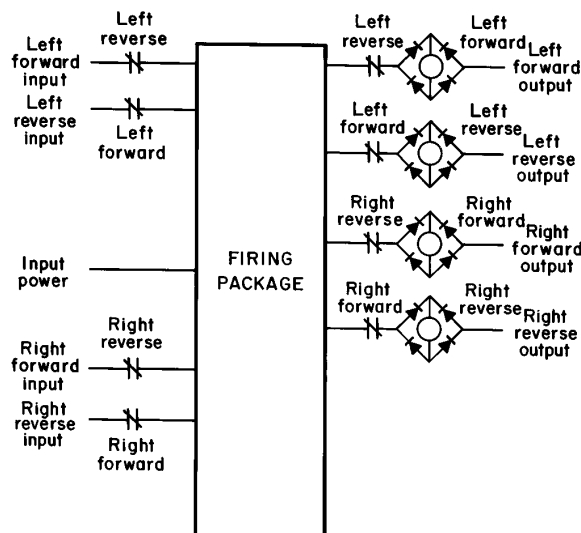 Left reverse
Left
forward
input
Left
reverse
input
Left
forward
Input
power
Right
reverse
Right
forward
input
Right
reverse
input
Right
forward
FIRING
PACKAGE
Left
reverse
Left
forward
Left
forward
output
Left
forward
Left
reverse
Left
reverse
output
Right
reverse
Right
forward
Right
forward
output
Right
forward
Right
reverse
Right
reverse
output